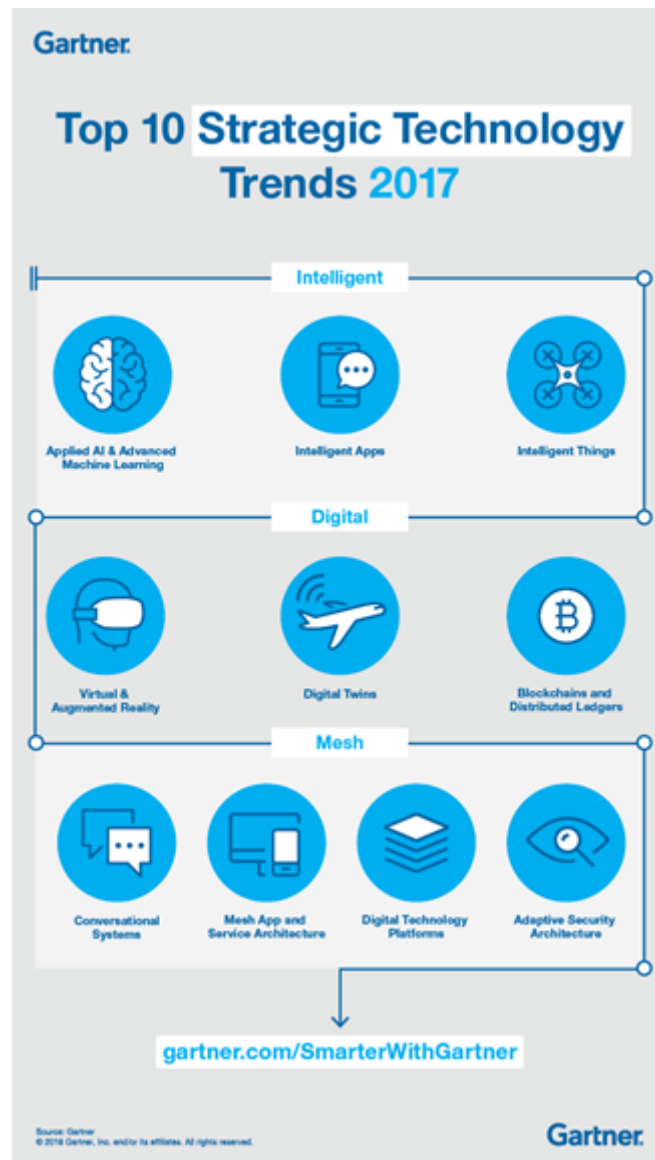 Gartner
Top 10 Strategic Technology
Trends 2017
Intelligent
Applied AI & Advanced
Machine Learning
Intelligent Apps
Intelligent Things
Digital
Virtual &
Augmented Reality
Digital Twins
Blockchains and
Distributed Ledgers
Mesh
Conversational
Systems
Mesh App and
Service Architecture
Digital Technology
Platforms
Adaptive Security
Architecture
gartner.com/SmarterWithGartner
Source: Gartner
© 2016 Gartner, Inc. and/or its affiliates. All rights reserved.
Gartner